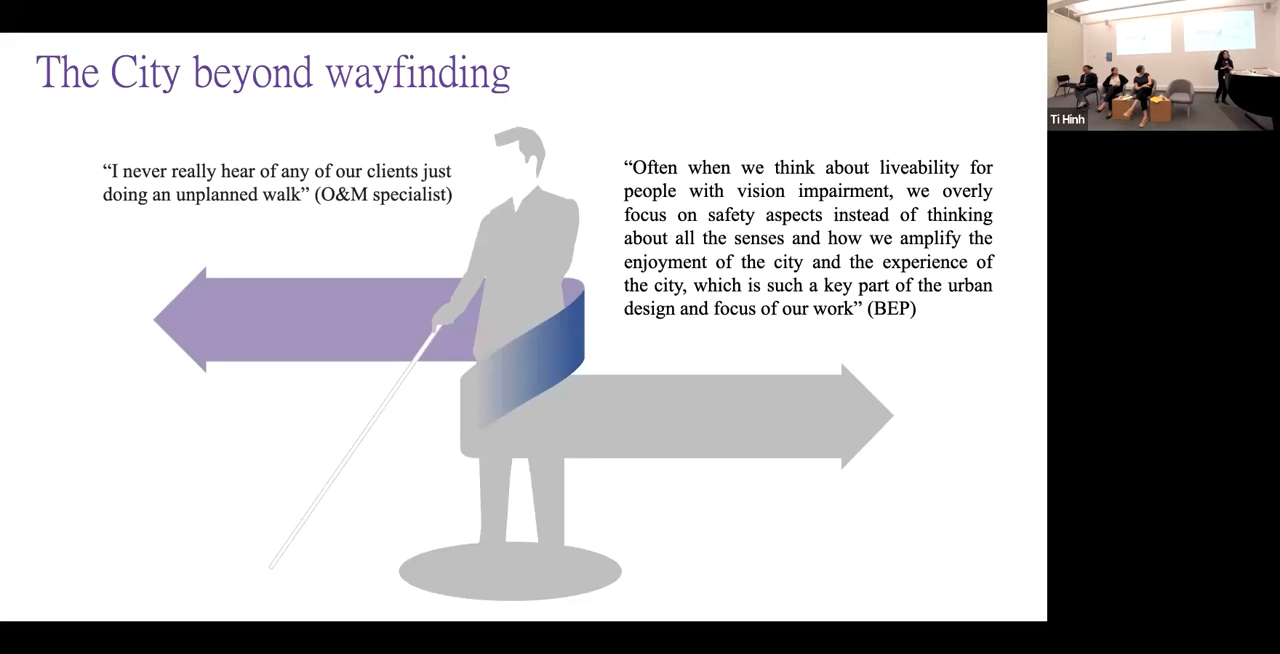 The City beyond wayfinding
“I never really hear of any of our clients just
doing an unplanned walk” (O&M specialist)
“Often when we think about liveability for
people with vision impairment, we overly
focus on safety aspects instead of thinking
about all the senses and how we amplify the
enjoyment of the city and the experience of
the city, which is such a key part of the urban
design and focus of our work” (BEP)
Ti Hinh